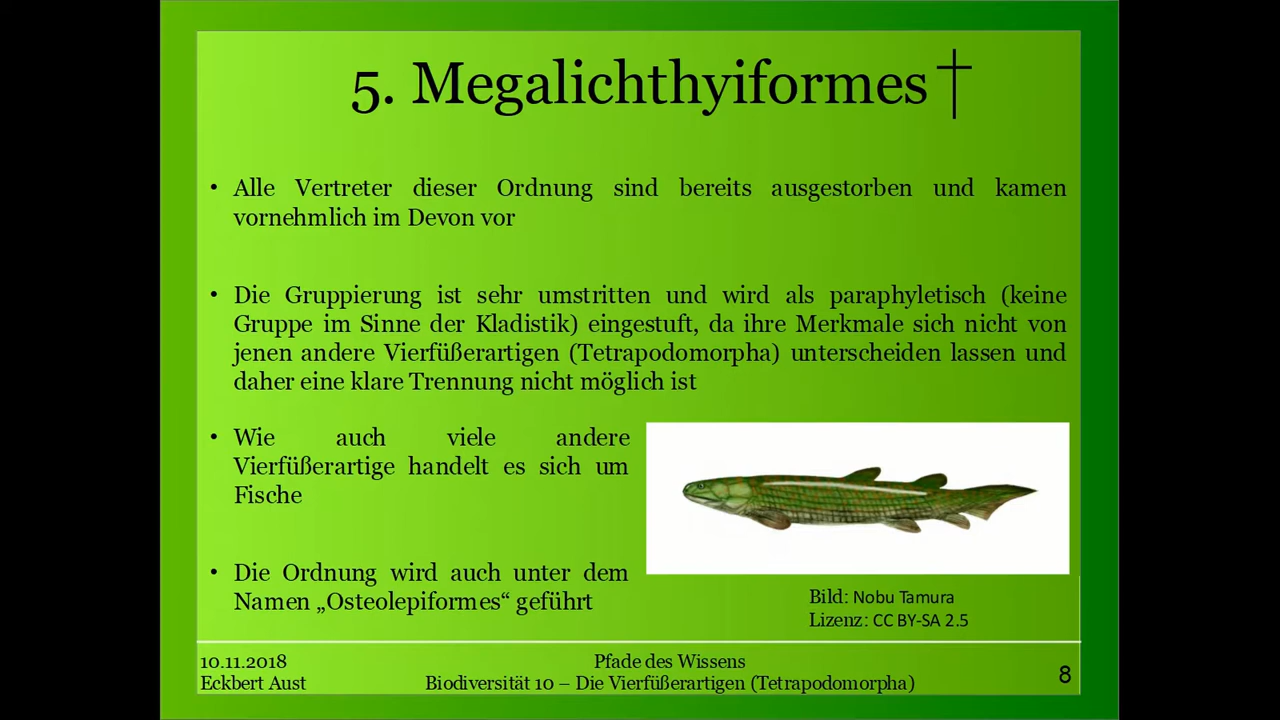 5. Megalichthyiformes†
• Alle Vertreter dieser Ordnung sind bereits ausgestorben und kamen
vornehmlich im Devon vor
• Die Gruppierung ist sehr umstritten und wird als paraphyletisch (keine
Gruppe im Sinne der Kladistik) eingestuft, da ihre Merkmale sich nicht von
jenen andere Vierfüßerartigen (Tetrapodomorpha) unterscheiden lassen und
daher eine klare Trennung nicht möglich ist
• Wie auch viele andere
Vierfüßerartige handelt es sich um
Fische
• Die Ordnung wird auch unter dem
Namen „Osteolepiformes“ geführt
Bild: Nobu Tamura
Lizenz: CC BY-SA 2.5
10.11.2018
Eckbert Aust
Pfade des Wissens
Biodiversität 10 – Die Vierfüßerartigen (Tetrapodomorpha)
8